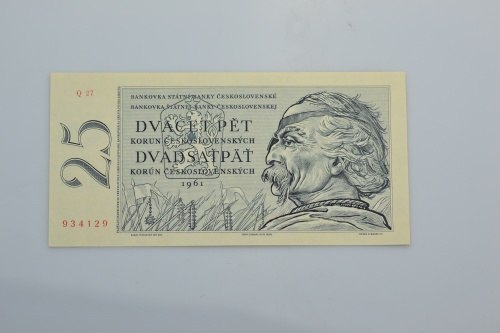 Q 27
BANKOVKA STÁTNÍ BANKY ČESKOSLOVENSKÉ
BANKOVKA ŠTÁTNEJ BANKY ČESKOSLOVENSKEJ
DVACET PĚT
KORUN ČESKOSLOVENSKÝCH
DVADSAŤPÄŤ
KORÚN ČESKOSLOVENSKÝCH
1961
25
934129